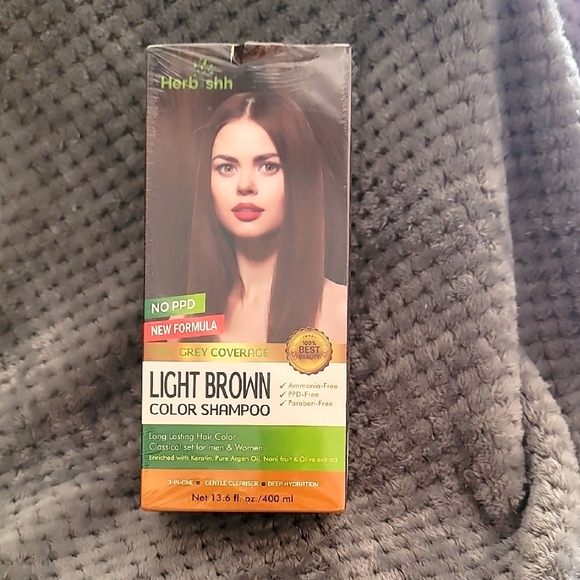 Herbishh
NO PPD
NEW FORMULA
GREY COVERAGE
100%
BEST
QUALITY
LIGHT BROWN
COLOR SHAMPOO
✓ Ammonia-Free
✓ PPD-Free
✓ Paraben-Free
Long Lasting Hair Color
Classical set for men & Women
Enriched with Keratin, Pure Argan Oil, Noni fruit & Olive extract
3-IN-ONE ■ GENTLE CLEANSER ■ DEEP HYDRATION
Net 13.6 fl. oz./400 ml